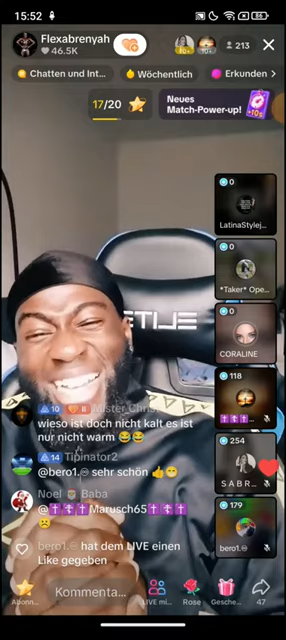 15:52
86
Flexabrenyah
46.5K
213
Chatten und Int...
Wöchentlich
Erkunden
17/20
Neues
Match-Power-up!
0
LatinaStylej...
0
*Taker* Ope...
0
CORALINE
118
254
S A B R...
179
bero1.♾
10 8 Mister Chris
wieso ist doch nicht kalt es ist
nur nicht warm 😂😂
14 Tipinator2
@bero1.♾ sehr schön 👍😁
Noel Baba
@✝️✝️✝️Marusch65✝️✝️✝️
☹️
bero1.♾ hat dem LIVE einen
Like gegeben
Kommenta...
Abonn...
LIVE mi...
Rose
Gesche...
47